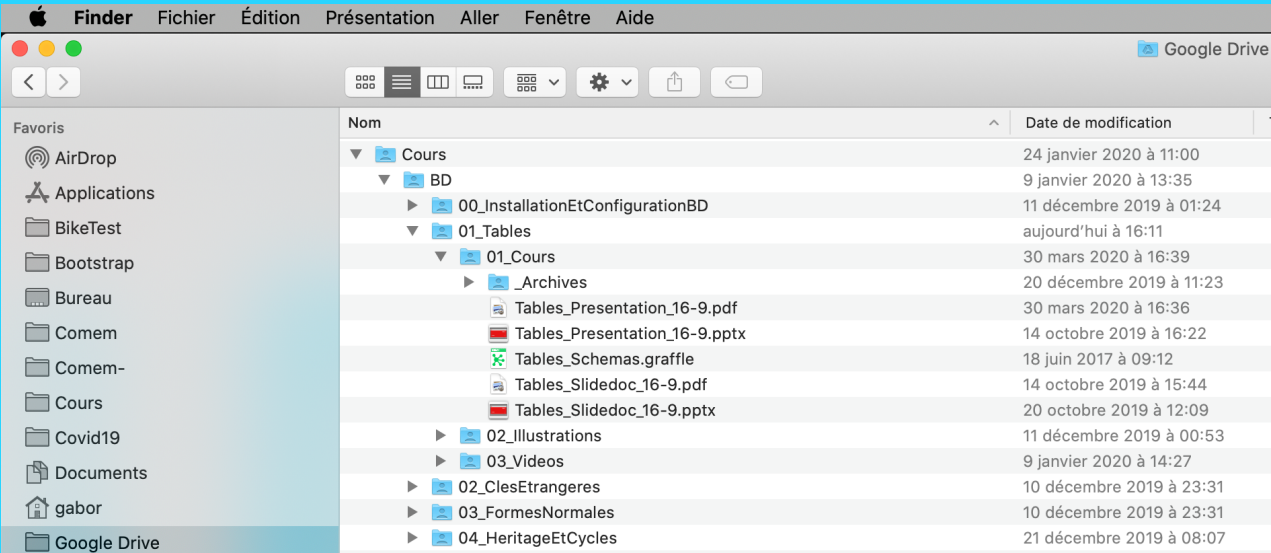 Finder Fichier Édition Présentation Aller Fenêtre Aide
Google Drive
Favoris
AirDrop
Applications
BikeTest
Bootstrap
Bureau
Comem
Comem-
Cours
Covid19
Documents
gabor
Google Drive
Nom Date de modification
Cours 24 janvier 2020 à 11:00
BD 9 janvier 2020 à 13:35
00_InstallationEtConfigurationBD 11 décembre 2019 à 01:24
01_Tables aujourd’hui à 16:11
01_Cours 30 mars 2020 à 16:39
_Archives 20 décembre 2019 à 11:23
Tables_Presentation_16-9.pdf 30 mars 2020 à 16:36
Tables_Presentation_16-9.pptx 14 octobre 2019 à 16:22
Tables_Schemas.graffle 18 juin 2017 à 09:12
Tables_Slidedoc_16-9.pdf 14 octobre 2019 à 15:44
Tables_Slidedoc_16-9.pptx 20 octobre 2019 à 12:09
02_Illustrations 11 décembre 2019 à 00:53
03_Videos 9 janvier 2020 à 14:27
02_ClesEtrangeres 10 décembre 2019 à 23:31
03_FormesNormales 10 décembre 2019 à 23:31
04_HeritageEtCycles 21 décembre 2019 à 08:07